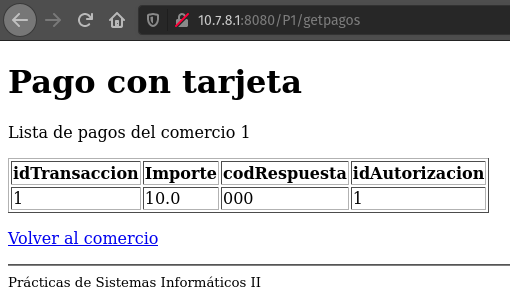 10.7.8.1:8080/P1/getpagos
Pago con tarjeta
Lista de pagos del comercio 1
idTransaccion Importe codRespuesta idAutorizacion
1 10.0 000 1
Volver al comercio
Prácticas de Sistemas Informáticos II